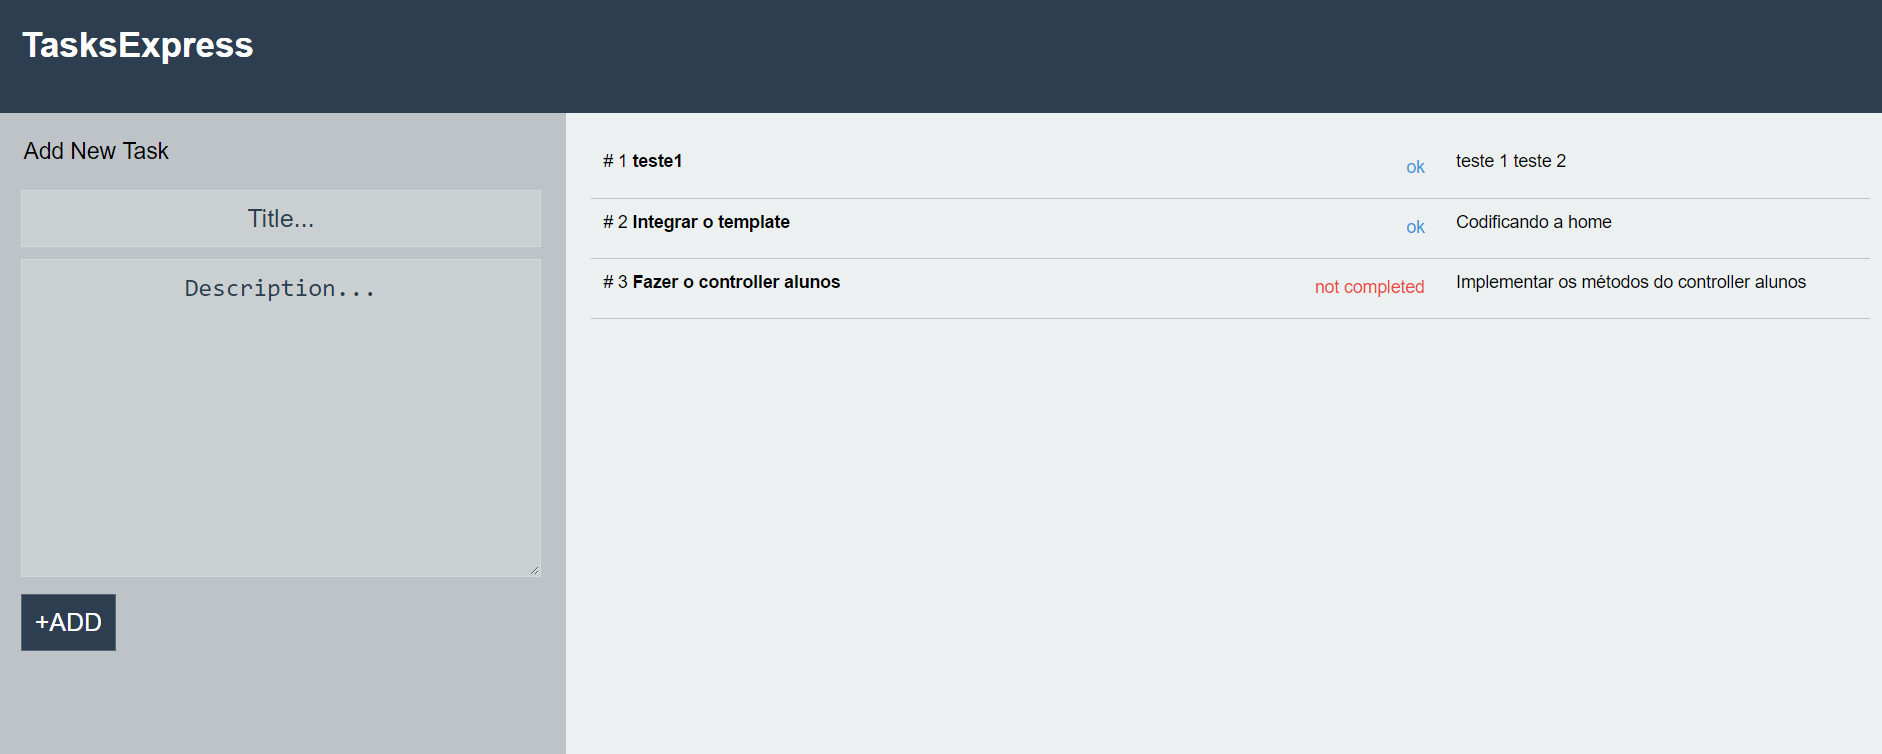 TasksExpress
Add New Task
Title...
Description...
+ADD
# 1 teste1 ok teste 1 teste 2
# 2 Integrar o template ok Codificando a home
# 3 Fazer o controller alunos not completed Implementar os métodos do controller alunos